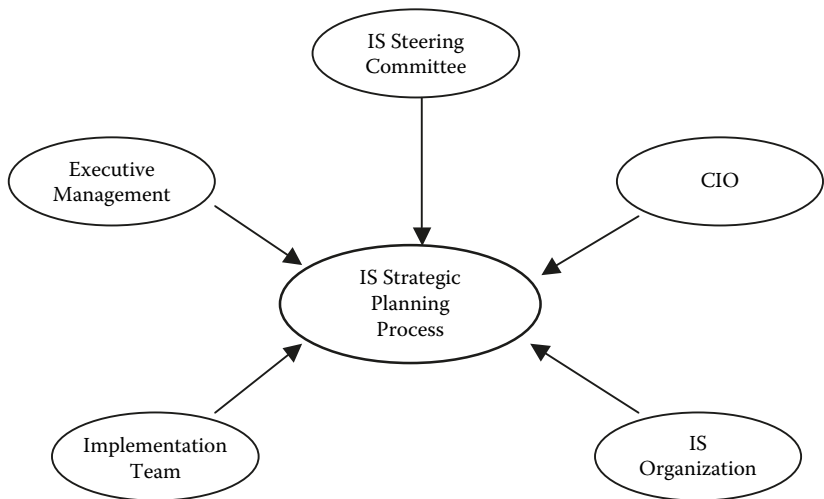 IS Steering
Committee
Executive
Management
CIO
IS Strategic
Planning
Process
Implementation
Team
IS
Organization